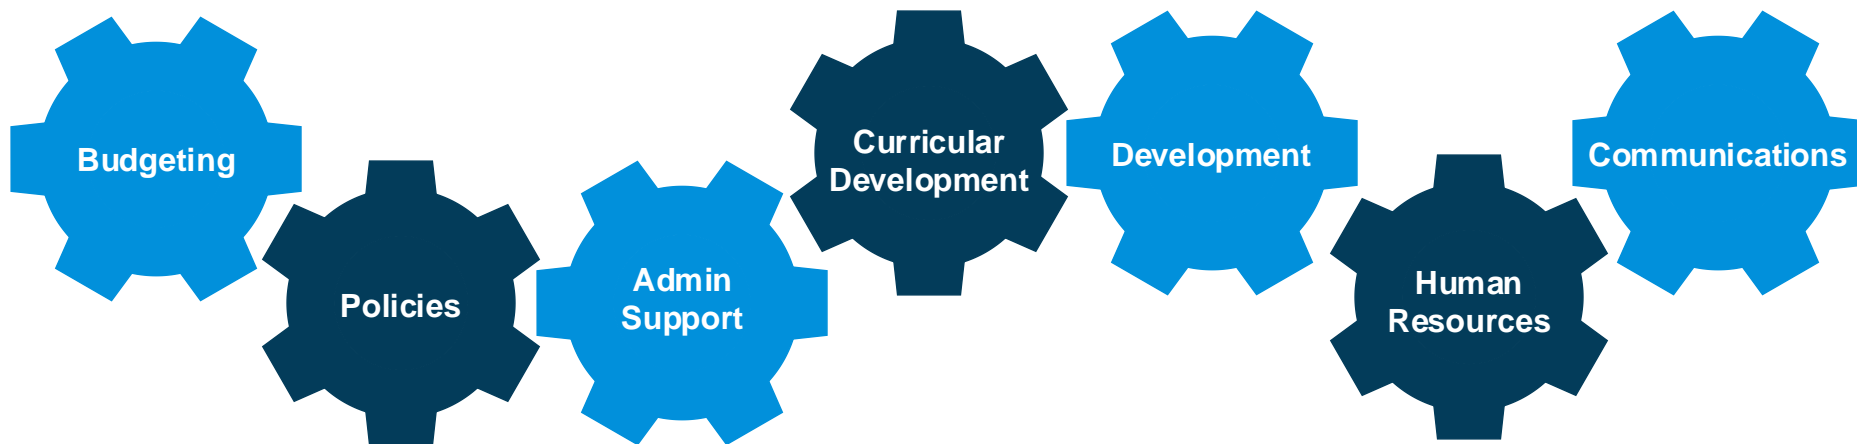 Budgeting
Policies
Admin
Support
Curricular
Development
Development
Human
Resources
Communications